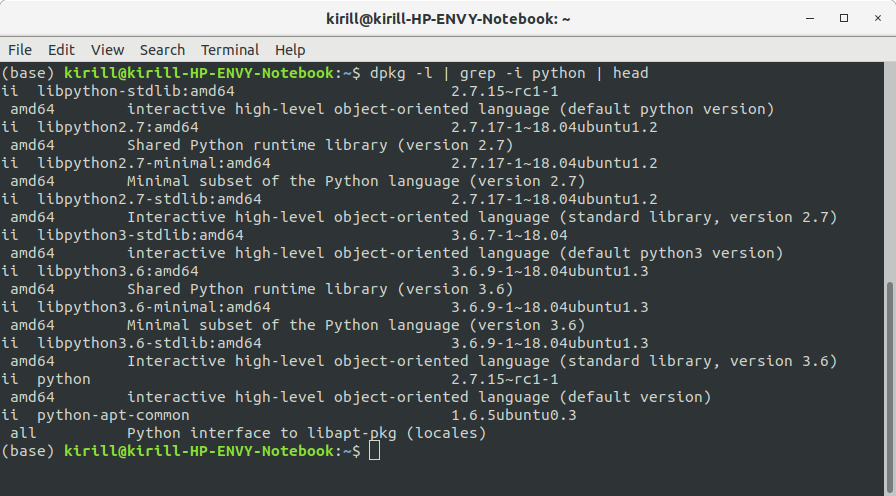 kirill@kirill-HP-ENVY-Notebook: ~
File Edit View Search Terminal Help
(base) kirill@kirill-HP-ENVY-Notebook:~$ dpkg -l | grep -i python | head
ii  libpython-stdlib:amd64                        2.7.15~rc1-1
 amd64        interactive high-level object-oriented language (default python version)
ii  libpython2.7:amd64                            2.7.17-1~18.04ubuntu1.2
 amd64        Shared Python runtime library (version 2.7)
ii  libpython2.7-minimal:amd64                    2.7.17-1~18.04ubuntu1.2
 amd64        Minimal subset of the Python language (version 2.7)
ii  libpython2.7-stdlib:amd64                     2.7.17-1~18.04ubuntu1.2
 amd64        Interactive high-level object-oriented language (standard library, version 2.7)
ii  libpython3-stdlib:amd64                       3.6.7-1~18.04
 amd64        interactive high-level object-oriented language (default python3 version)
ii  libpython3.6:amd64                            3.6.9-1~18.04ubuntu1.3
 amd64        Shared Python runtime library (version 3.6)
ii  libpython3.6-minimal:amd64                    3.6.9-1~18.04ubuntu1.3
 amd64        Minimal subset of the Python language (version 3.6)
ii  libpython3.6-stdlib:amd64                     3.6.9-1~18.04ubuntu1.3
 amd64        Interactive high-level object-oriented language (standard library, version 3.6)
ii  python                                        2.7.15~rc1-1
 amd64        interactive high-level object-oriented language (default version)
ii  python-apt-common                             1.6.5ubuntu0.3
 all          Python interface to libapt-pkg (locales)
(base) kirill@kirill-HP-ENVY-Notebook:~$